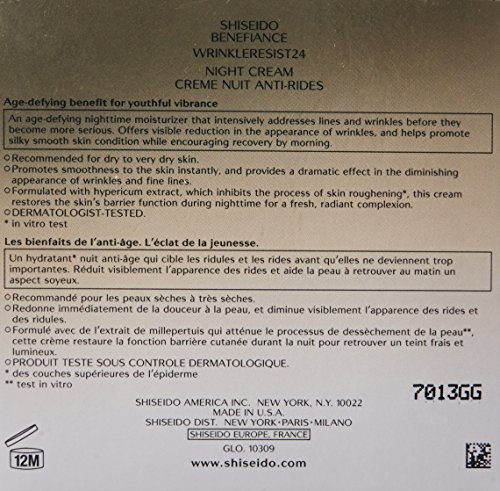 SHISEIDO
BENEFIANCE
WRINKLERESIST24
NIGHT CREAM
CREME NUIT ANTI-RIDES
Age-defying benefit for youthful vibrance
An age-defying nighttime moisturizer that intensively addresses lines and wrinkles before they
become more serious. Offers visible reduction in the appearance of wrinkles, and helps promote
silky smooth skin condition while encouraging recovery by morning.
○Recommended for dry to very dry skin.
○Promotes smoothness to the skin instantly, and provides a dramatic effect in the diminishing
appearance of wrinkles and fine lines.
○Formulated with hypericum extract, which inhibits the process of skin roughening*, this cream
restores the skin's barrier function during nighttime for a fresh, radiant complexion.
○DERMATOLOGIST-TESTED.
* in vitro test
Les bienfaits de l'anti-âge. L'éclat de la jeunesse.
Un hydratant* nuit anti-âge qui cible les ridules et les rides avant qu'elles ne deviennent trop
importantes. Réduit visiblement l'apparence des rides et aide la peau à retrouver au matin un
aspect soyeux.
○Recommandé pour les peaux sèches à très sèches.
○Redonne immédiatement de la douceur à la peau, et diminue visiblement l'apparence des rides et
des ridules.
○Formulé avec de l'extrait de millepertuis qui atténue le processus de dessèchement de la peau**,
cette crème restaure la fonction barrière cutanée durant la nuit pour retrouver un teint frais et
lumineux.
○PRODUIT TESTE SOUS CONTROLE DERMATOLOGIQUE.
* des couches supérieures de l'épiderme
** test in vitro
7013GG
SHISEIDO AMERICA INC. NEW YORK, N.Y. 10022
MADE IN U.S.A.
SHISEIDO DIST. NEW YORK·PARIS·MILANO
SHISEIDO EUROPE, FRANCE
GLO. 10309
www.shiseido.com
12M